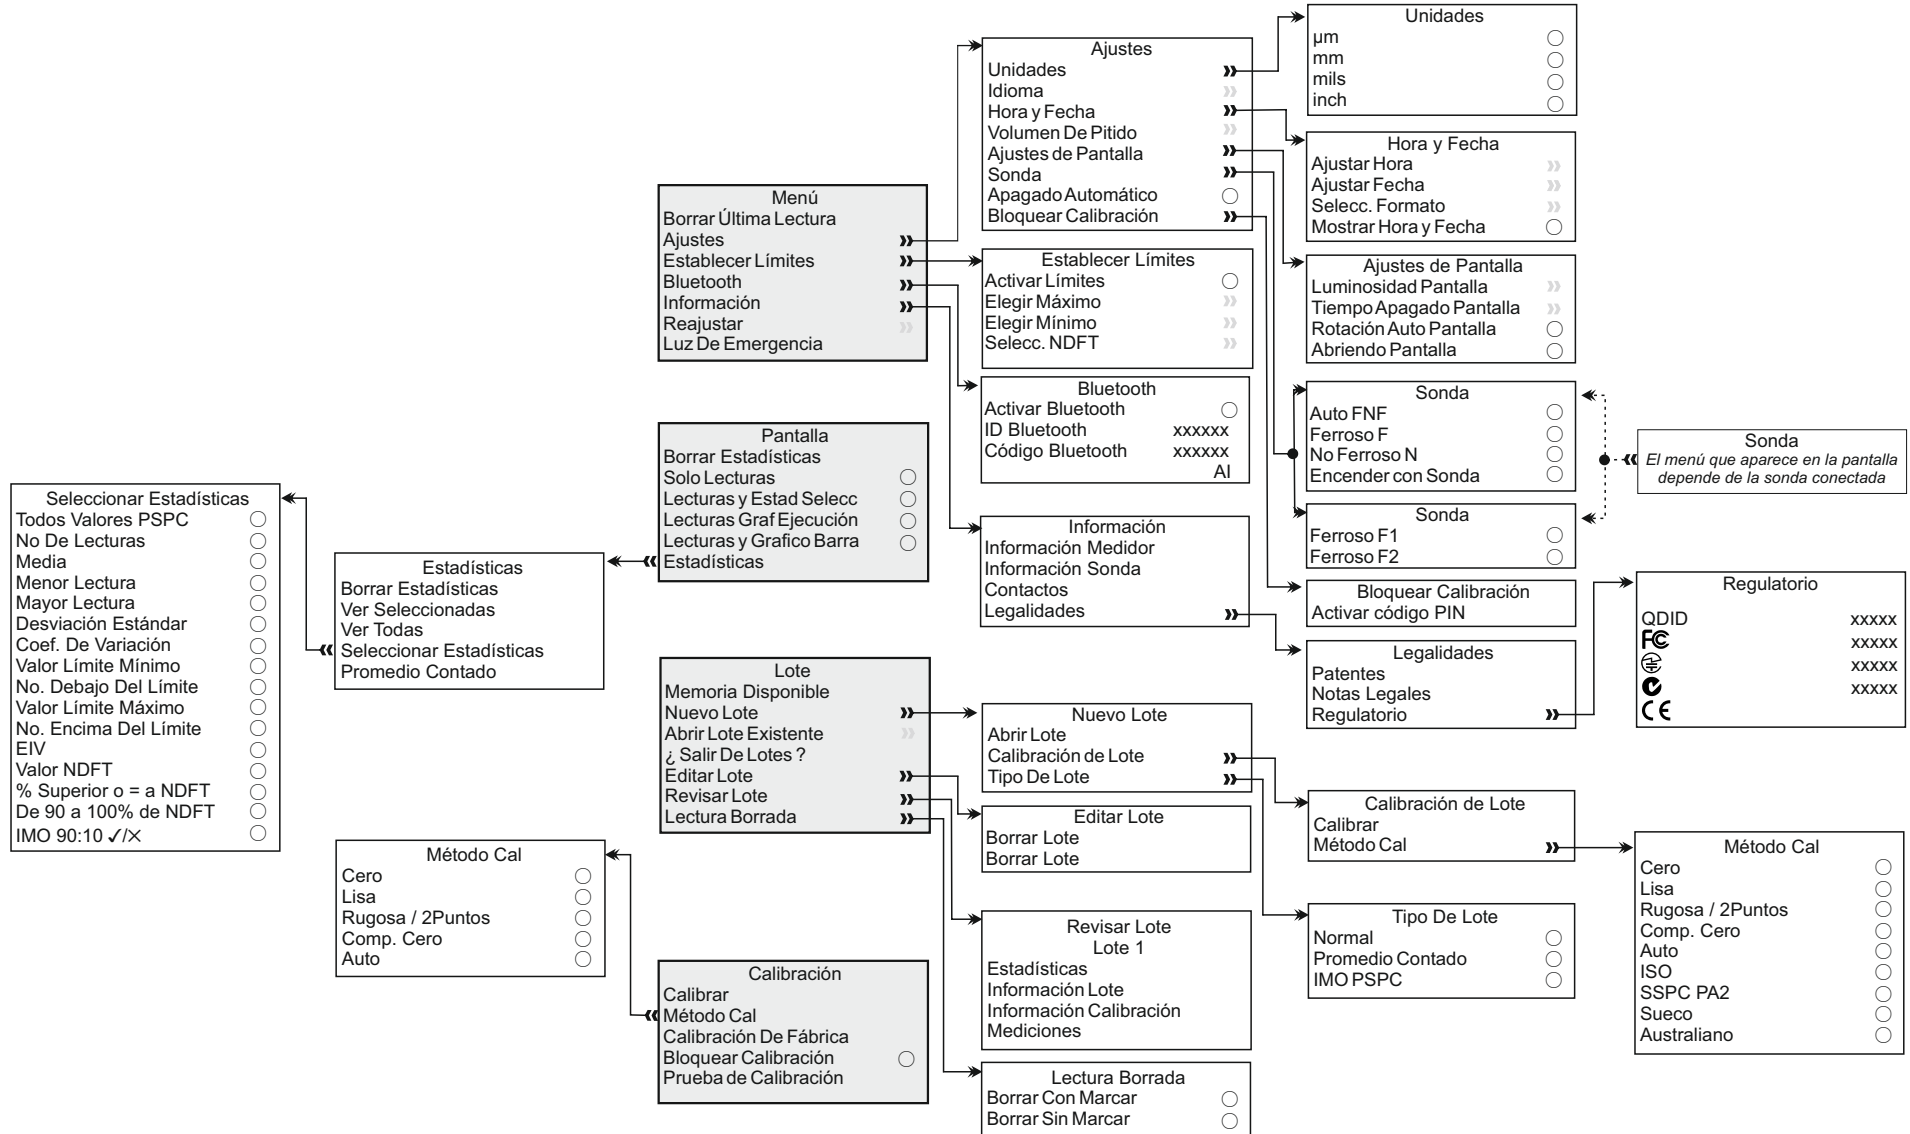 Unidades
µm
mm
mils
inch
Ajustes
Unidades
Idioma
Hora y Fecha
Volumen De Pitido
Ajustes de Pantalla
Sonda
Apagado Automático
Bloquear Calibración
Hora y Fecha
Ajustar Hora
Ajustar Fecha
Selecc. Formato
Mostrar Hora y Fecha
Menú
Borrar Última Lectura
Ajustes
Establecer Límites
Bluetooth
Información
Reajustar
Luz De Emergencia
Establecer Límites
Activar Límites
Elegir Máximo
Elegir Mínimo
Selecc. NDFT
Ajustes de Pantalla
Luminosidad Pantalla
Tiempo Apagado Pantalla
Rotación Auto Pantalla
Abriendo Pantalla
Bluetooth
Activar Bluetooth
ID Bluetooth xxxxxx
Código Bluetooth xxxxxx
AI
Sonda
Auto FNF
Ferroso F
No Ferroso N
Encender con Sonda
Sonda
El menú que aparece en la pantalla
depende de la sonda conectada
Sonda
Ferroso F1
Ferroso F2
Pantalla
Borrar Estadísticas
Solo Lecturas
Lecturas y Estad Selecc
Lecturas Graf Ejecución
Lecturas y Grafico Barra
Estadísticas
Seleccionar Estadísticas
Todos Valores PSPC
No De Lecturas
Media
Menor Lectura
Mayor Lectura
Desviación Estándar
Coef. De Variación
Valor Límite Mínimo
No. Debajo Del Límite
Valor Límite Máximo
No. Encima Del Límite
EIV
Valor NDFT
% Superior o = a NDFT
De 90 a 100% de NDFT
IMO 90:10 ✓/✕
Estadísticas
Borrar Estadísticas
Ver Seleccionadas
Ver Todas
Seleccionar Estadísticas
Promedio Contado
Información
Información Medidor
Información Sonda
Contactos
Legalidades
Bloquear Calibración
Activar código PIN
Regulatorio
QDID xxxxx
FC xxxxx
xxxxx
xxxxx
CE
Legalidades
Patentes
Notas Legales
Regulatorio
Lote
Memoria Disponible
Nuevo Lote
Abrir Lote Existente
¿ Salir De Lotes ?
Editar Lote
Revisar Lote
Lectura Borrada
Nuevo Lote
Abrir Lote
Calibración de Lote
Tipo De Lote
Calibración de Lote
Calibrar
Método Cal
Editar Lote
Borrar Lote
Borrar Lote
Método Cal
Cero
Lisa
Rugosa / 2Puntos
Comp. Cero
Auto
Método Cal
Cero
Lisa
Rugosa / 2Puntos
Comp. Cero
Auto
ISO
SSPC PA2
Sueco
Australiano
Revisar Lote
Lote 1
Estadísticas
Información Lote
Información Calibración
Mediciones
Tipo De Lote
Normal
Promedio Contado
IMO PSPC
Calibración
Calibrar
Método Cal
Calibración De Fábrica
Bloquear Calibración
Prueba de Calibración
Lectura Borrada
Borrar Con Marcar
Borrar Sin Marcar